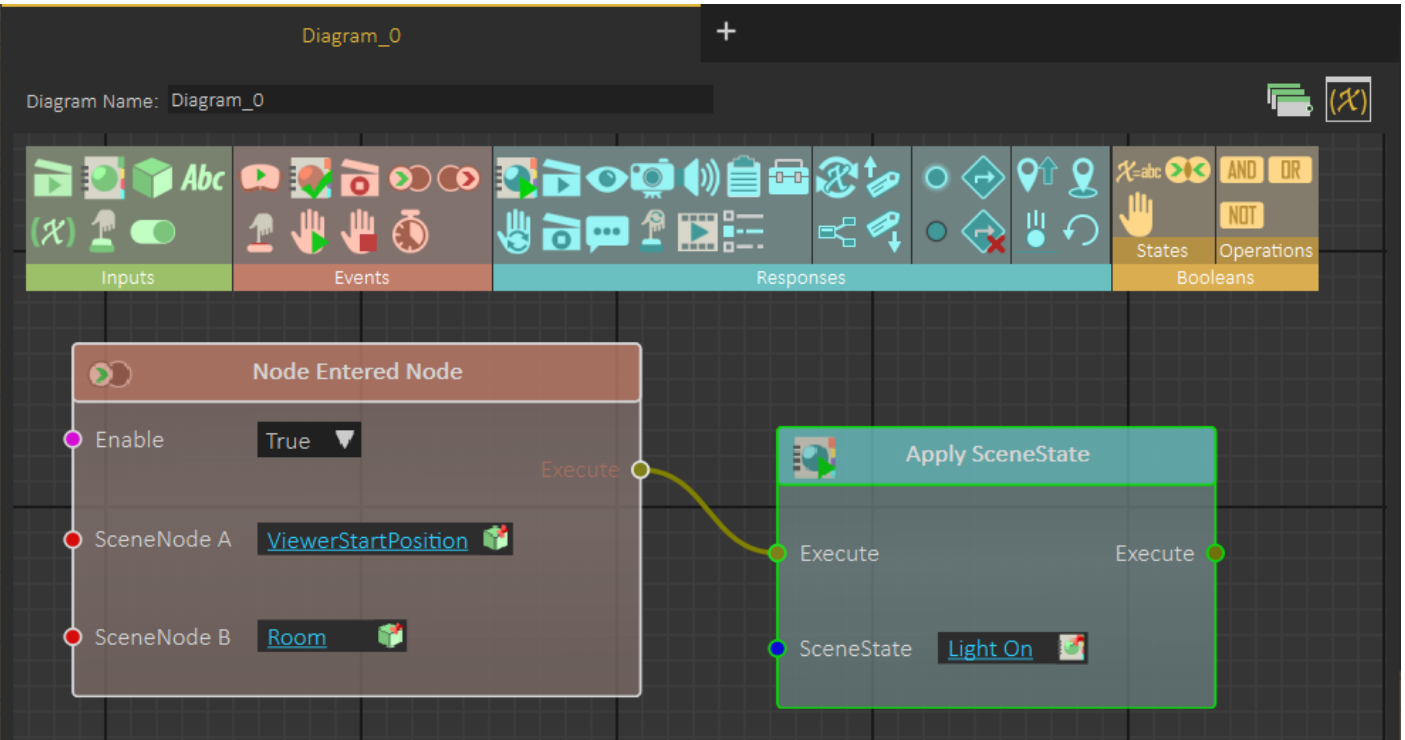 Diagram_0
+
Diagram Name: Diagram_0
(X)
Abc
X=abc
AND OR
(X)
NOT
States Operations
Inputs Events Responses Booleans
Node Entered Node
Enable True
Execute
SceneNode A ViewerStartPosition
SceneNode B Room
Apply SceneState
Execute Execute
SceneState Light On